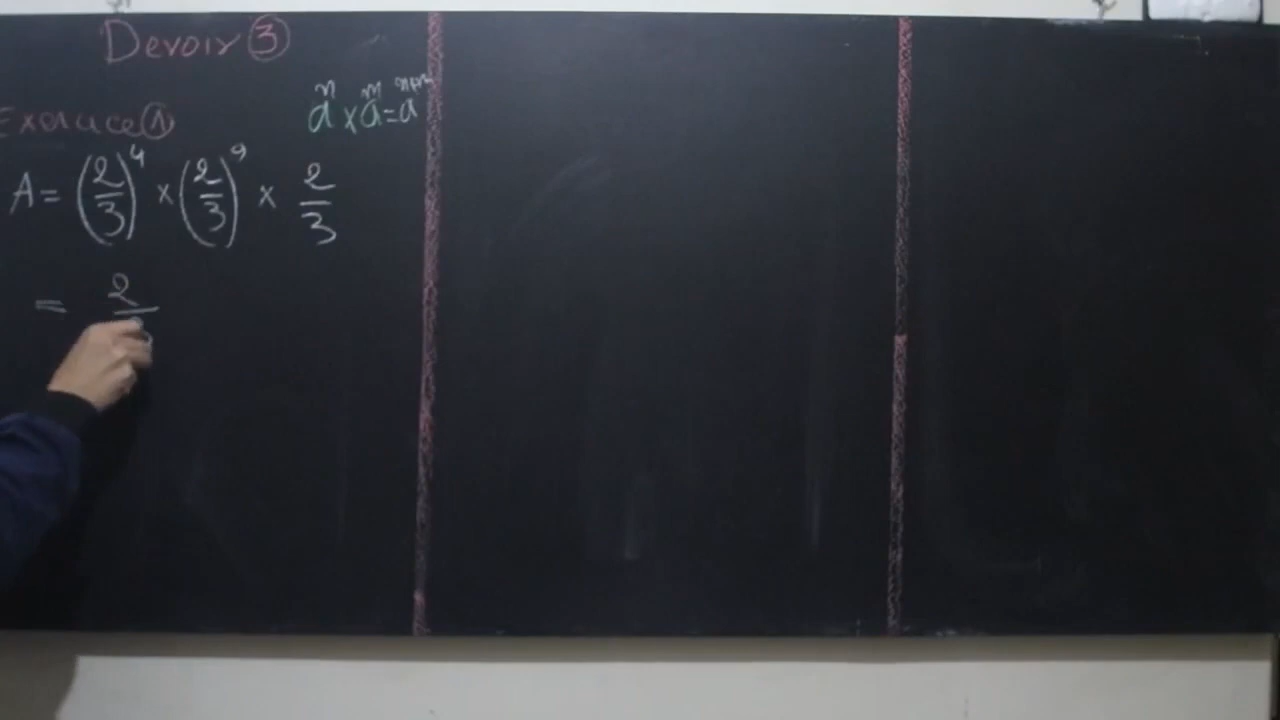 Devoir ③
Exercice ①
aⁿ × aᵐ = aⁿ⁺ᵐ
A = (2/3)⁴ × (2/3)⁹ × 2/3
= 2/